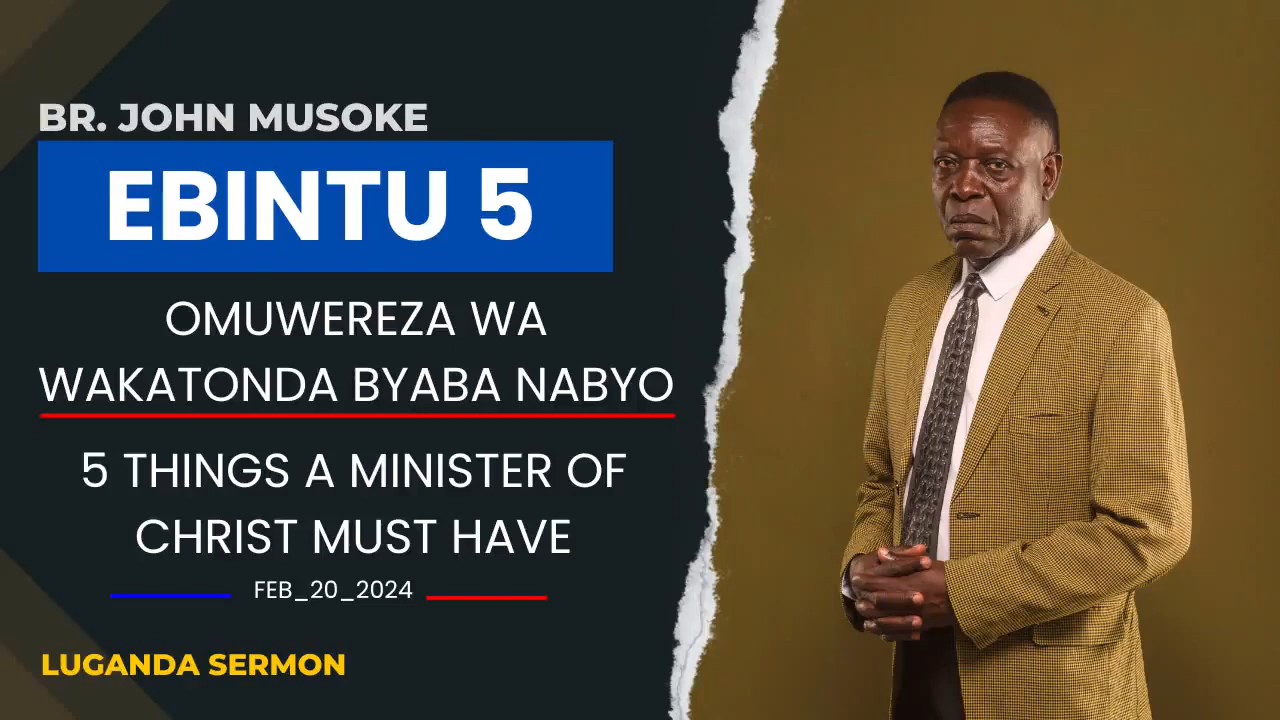 BR. JOHN MUSOKE
EBINTU 5
OMUWEREZA WA
WAKATONDA BYABA NABYO
5 THINGS A MINISTER OF
CHRIST MUST HAVE
FEB_20_2024
LUGANDA SERMON